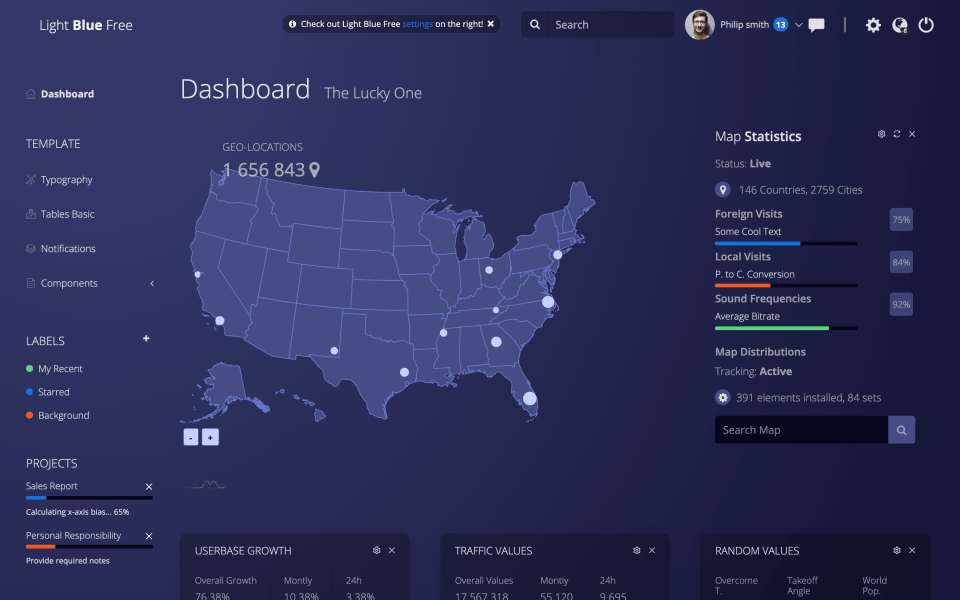 Light Blue Free
Check out Light Blue Free settings on the right!
Search
Philip smith 13
6
Dashboard
TEMPLATE
Typography
Tables Basic
Notifications
Components
LABELS
+
My Recent
Starred
Background
PROJECTS
Sales Report
Calculating x-axis bias... 65%
Personal Responsibility
Provide required notes
Dashboard The Lucky One
GEO-LOCATIONS
1 656 843
-
+
Map Statistics
Status: Live
146 Countries, 2759 Cities
Foreign Visits
Some Cool Text
75%
Local Visits
P. to C. Conversion
84%
Sound Frequencies
Average Bitrate
92%
Map Distributions
Tracking: Active
391 elements installed, 84 sets
Search Map
USERBASE GROWTH
Overall Growth Montly 24h
76.38% 10.38% 3.38%
TRAFFIC VALUES
Overall Values Montly 24h
17 567 318 55 120 9 695
RANDOM VALUES
Overcome T. Takeoff Angle World Pop.